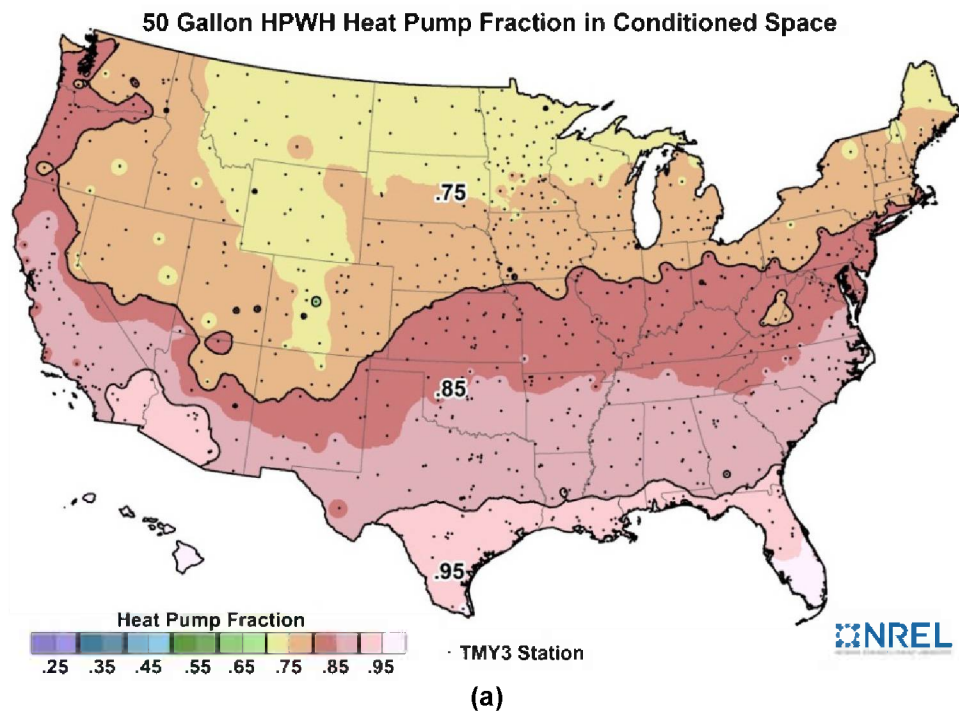 50 Gallon HPWH Heat Pump Fraction in Conditioned Space
.75
.85
.95
Heat Pump Fraction
.25 .35 .45 .55 .65 .75 .85 .95
· TMY3 Station
NREL
(a)